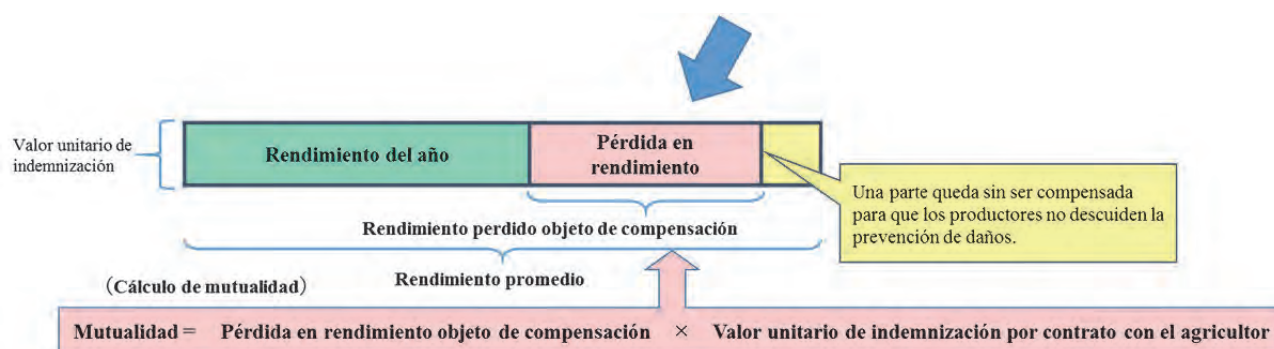 Valor unitario de
indemnización
Rendimiento del año
Pérdida en
rendimiento
Una parte queda sin ser compensada
para que los productores no descuiden la
prevención de daños.
Rendimiento perdido objeto de compensación
Rendimiento promedio
（Cálculo de mutualidad）
Mutualidad = Pérdida en rendimiento objeto de compensación × Valor unitario de indemnización por contrato con el agricultor